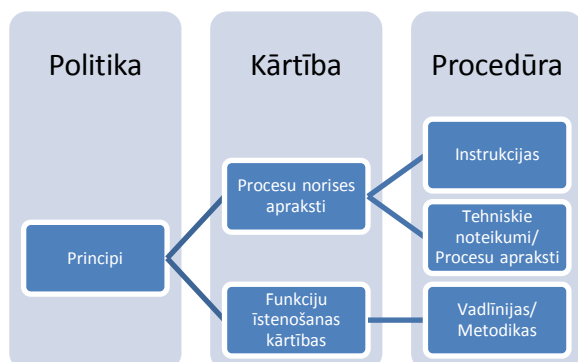 Politika
Kārtība
Procedūra
Principi
Procesu norises
apraksti
Funkciju
īstenošanas
kārtības
Instrukcijas
Tehniskie
noteikumi/
Procesu apraksti
Vadlīnijas/
Metodikas